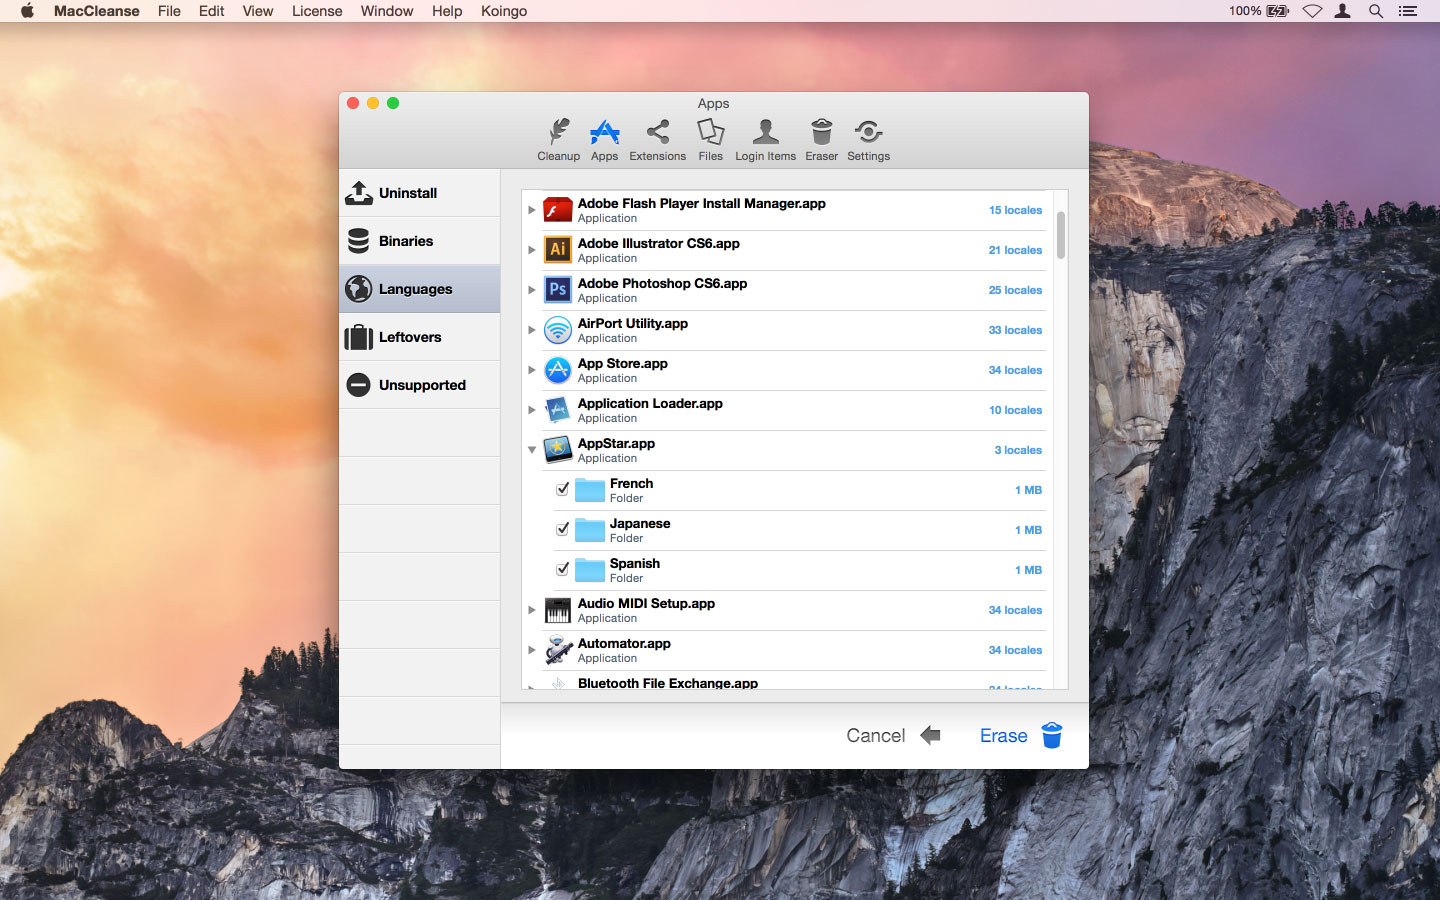 MacCleanse File Edit View License Window Help Koingo 100%
Apps
Cleanup Apps Extensions Files Login Items Eraser Settings
Uninstall
Binaries
Languages
Leftovers
Unsupported
Adobe Flash Player Install Manager.app
Application
15 locales
Ai
Adobe Illustrator CS6.app
Application
21 locales
Ps
Adobe Photoshop CS6.app
Application
25 locales
AirPort Utility.app
Application
33 locales
App Store.app
Application
34 locales
Application Loader.app
Application
10 locales
AppStar.app
Application
3 locales
French
Folder
1 MB
Japanese
Folder
1 MB
Spanish
Folder
1 MB
Audio MIDI Setup.app
Application
34 locales
Automator.app
Application
34 locales
Bluetooth File Exchange.app
Cancel
Erase